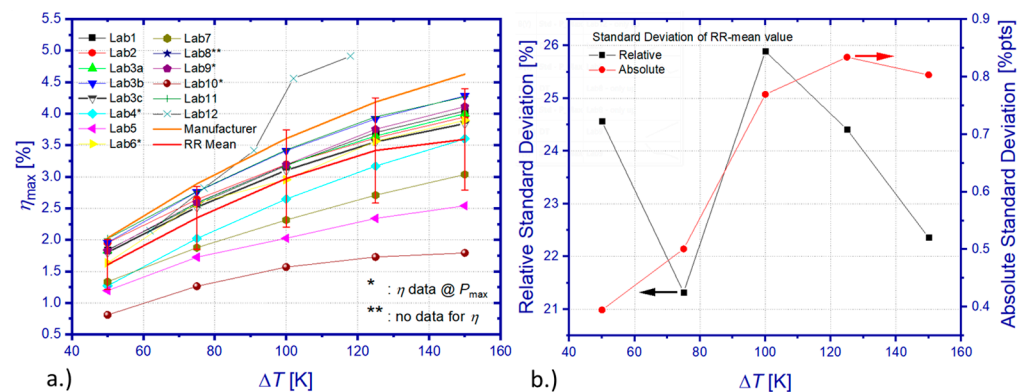 5.5
5.0
4.5
4.0
3.5
3.0
2.5
2.0
1.5
1.0
0.5
ηmax [%]
Lab1
Lab2
Lab3a
Lab3b
Lab3c
Lab4*
Lab5
Lab6*
Lab7
Lab8**
Lab9*
Lab10*
Lab11
Lab12
Manufacturer
RR Mean
* : η data @ Pmax
** : no data for η
40 60 80 100 120 140 160
a.) ΔT [K]
26
25
24
23
22
21
Relative Standard Deviation [%]
Standard Deviation of RR-mean value
Relative
Absolute
0.9
0.8
0.7
0.6
0.5
0.4
Absolute Standard Deviation [%pts]
40 60 80 100 120 140 160
b.) ΔT [K]